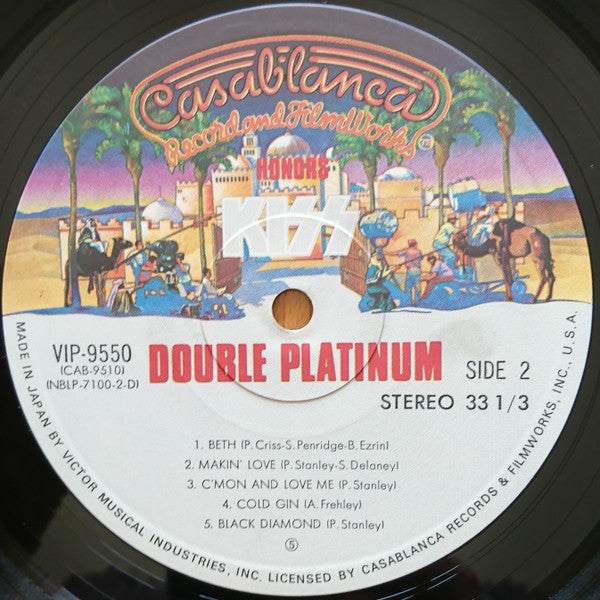 Casablanca
Record and FilmWorks
HONORS
KISS
VIP-9550
(CAB-9510)
(NBLP-7100-2-D)
DOUBLE PLATINUM
SIDE 2
STEREO 33 1/3
1. BETH (P. Criss-S. Penridge-B. Ezrin)
2. MAKIN' LOVE (P. Stanley-S. Delaney)
3. C'MON AND LOVE ME (P. Stanley)
4. COLD GIN (A. Frehley)
5. BLACK DIAMOND (P. Stanley)
⑤
MADE IN JAPAN BY VICTOR MUSICAL INDUSTRIES, INC. LICENSED BY CASABLANCA RECORDS & FILMWORKS, INC., U.S.A.